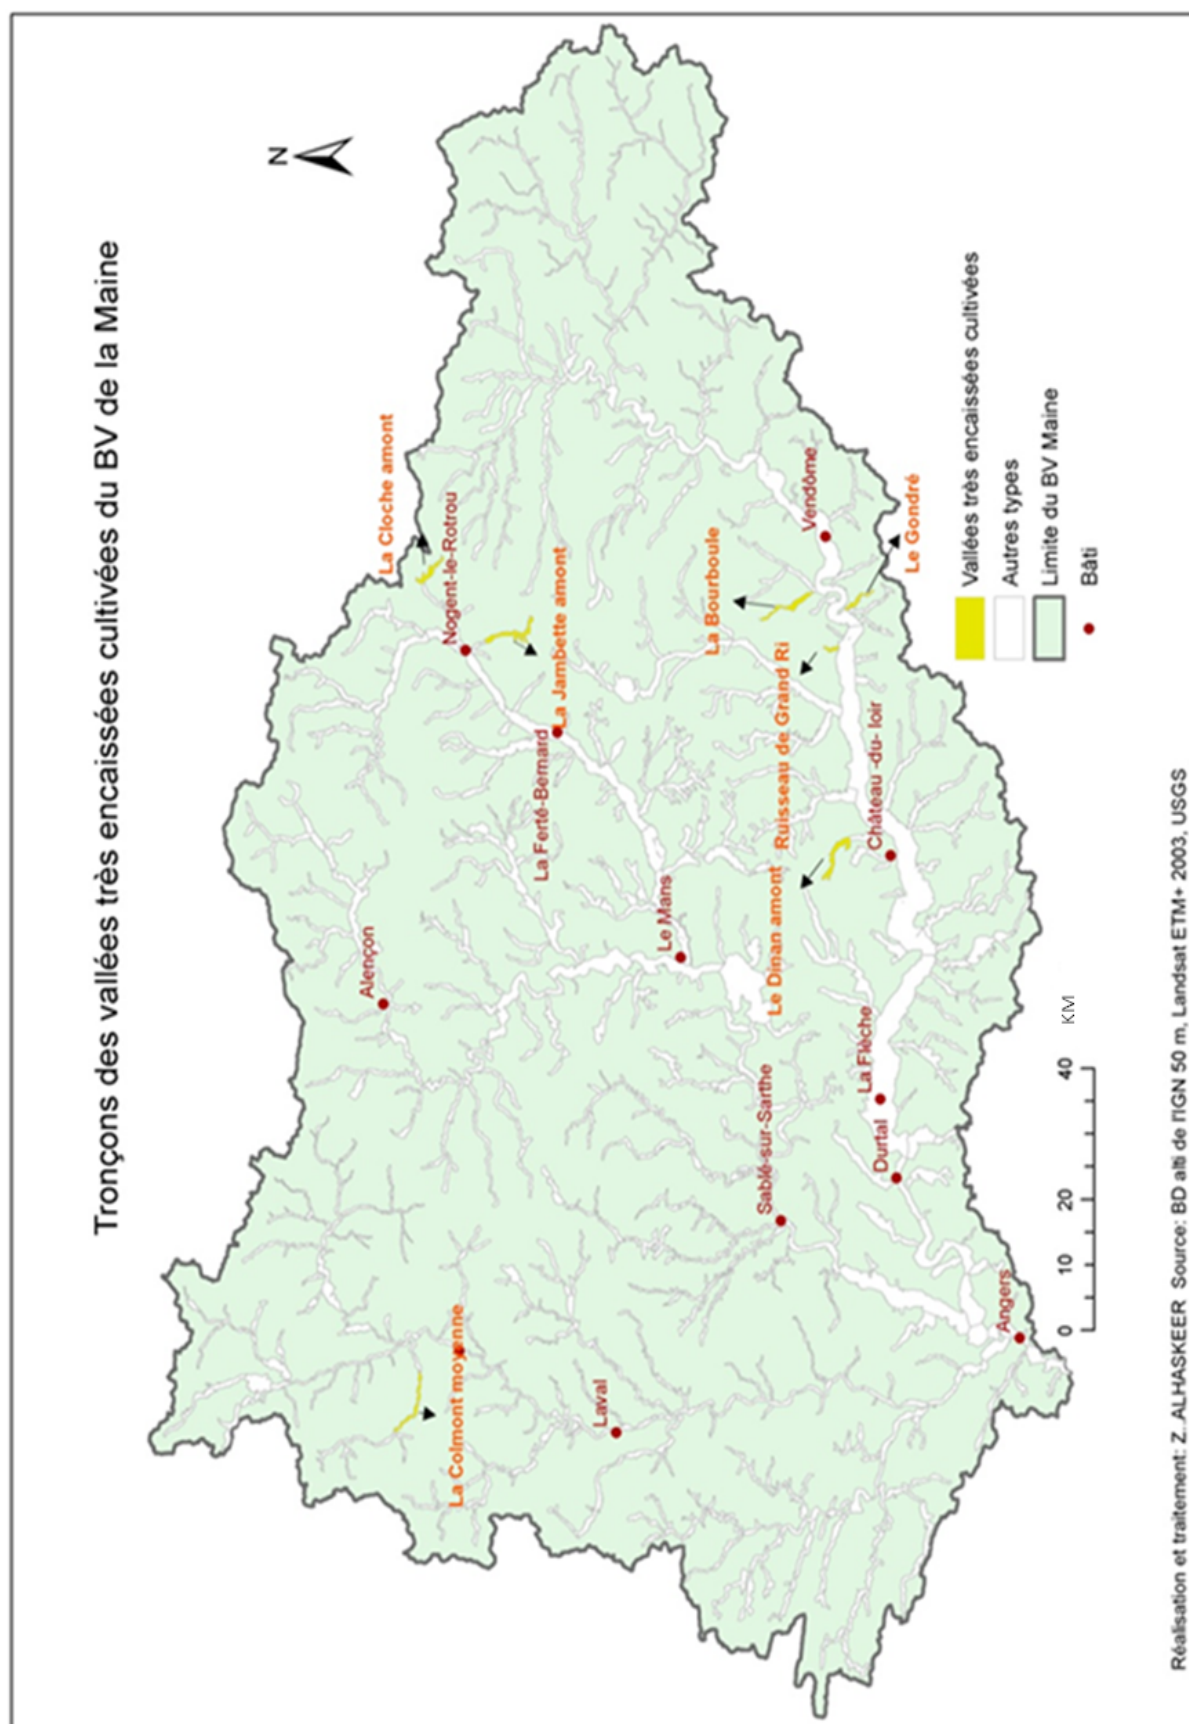 Tronçons des vallées très encaissées cultivées du BV de la Maine
N
La Cloche amont
Nogent-le-Rotrou
La Jambette amont
La Ferté-Bernard
Alençon
Le Mans
La Bourboule
Vendôme
Le Gondré
Ruisseau de Grand Ri
Château -du- loir
Le Dinan amont
La Flèche
Durtal
Sablé-sur-Sarthe
La Colmont moyenne
Laval
Angers
Vallées très encaissées cultivées
Autres types
Limite du BV Maine
Bâti
0 10 20 40
KM
Réalisation et traitement: Z. ALHASKEER Source: BD alti de l'IGN 50 m, Landsat ETM+ 2003, USGS